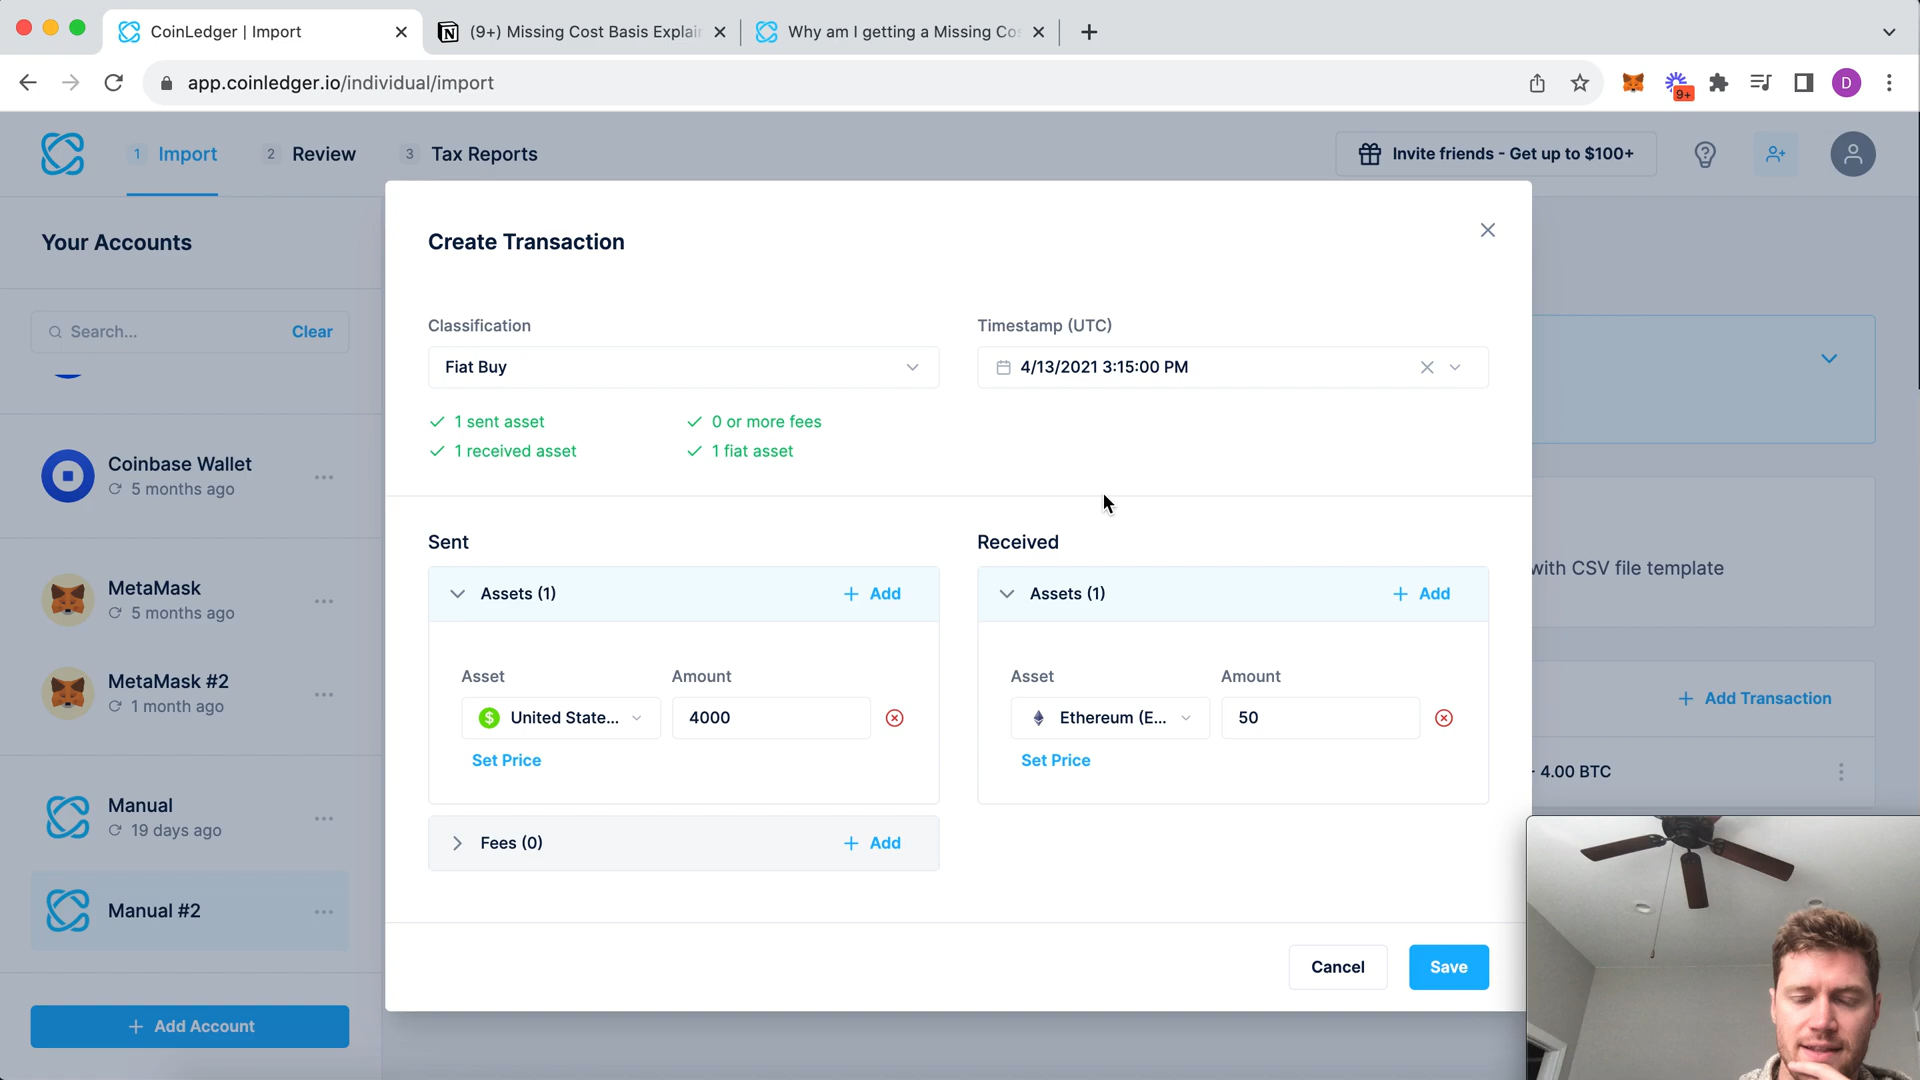 CoinLedger | Import
(9+) Missing Cost Basis Explai
Why am I getting a Missing Co
app.coinledger.io/individual/import
9+
D
1 Import
2 Review
3 Tax Reports
Invite friends - Get up to $100+
Your Accounts
Search...
Clear
Coinbase Wallet
5 months ago
MetaMask
5 months ago
MetaMask #2
1 month ago
Manual
19 days ago
Manual #2
+ Add Account
Create Transaction
Classification
Fiat Buy
Timestamp (UTC)
4/13/2021 3:15:00 PM
1 sent asset
0 or more fees
1 received asset
1 fiat asset
Sent
Assets (1)
+ Add
Asset
Amount
United State...
4000
Set Price
Fees (0)
+ Add
Received
Assets (1)
+ Add
Asset
Amount
Ethereum (E...
50
Set Price
Cancel
Save
with CSV file template
+ Add Transaction
4.00 BTC